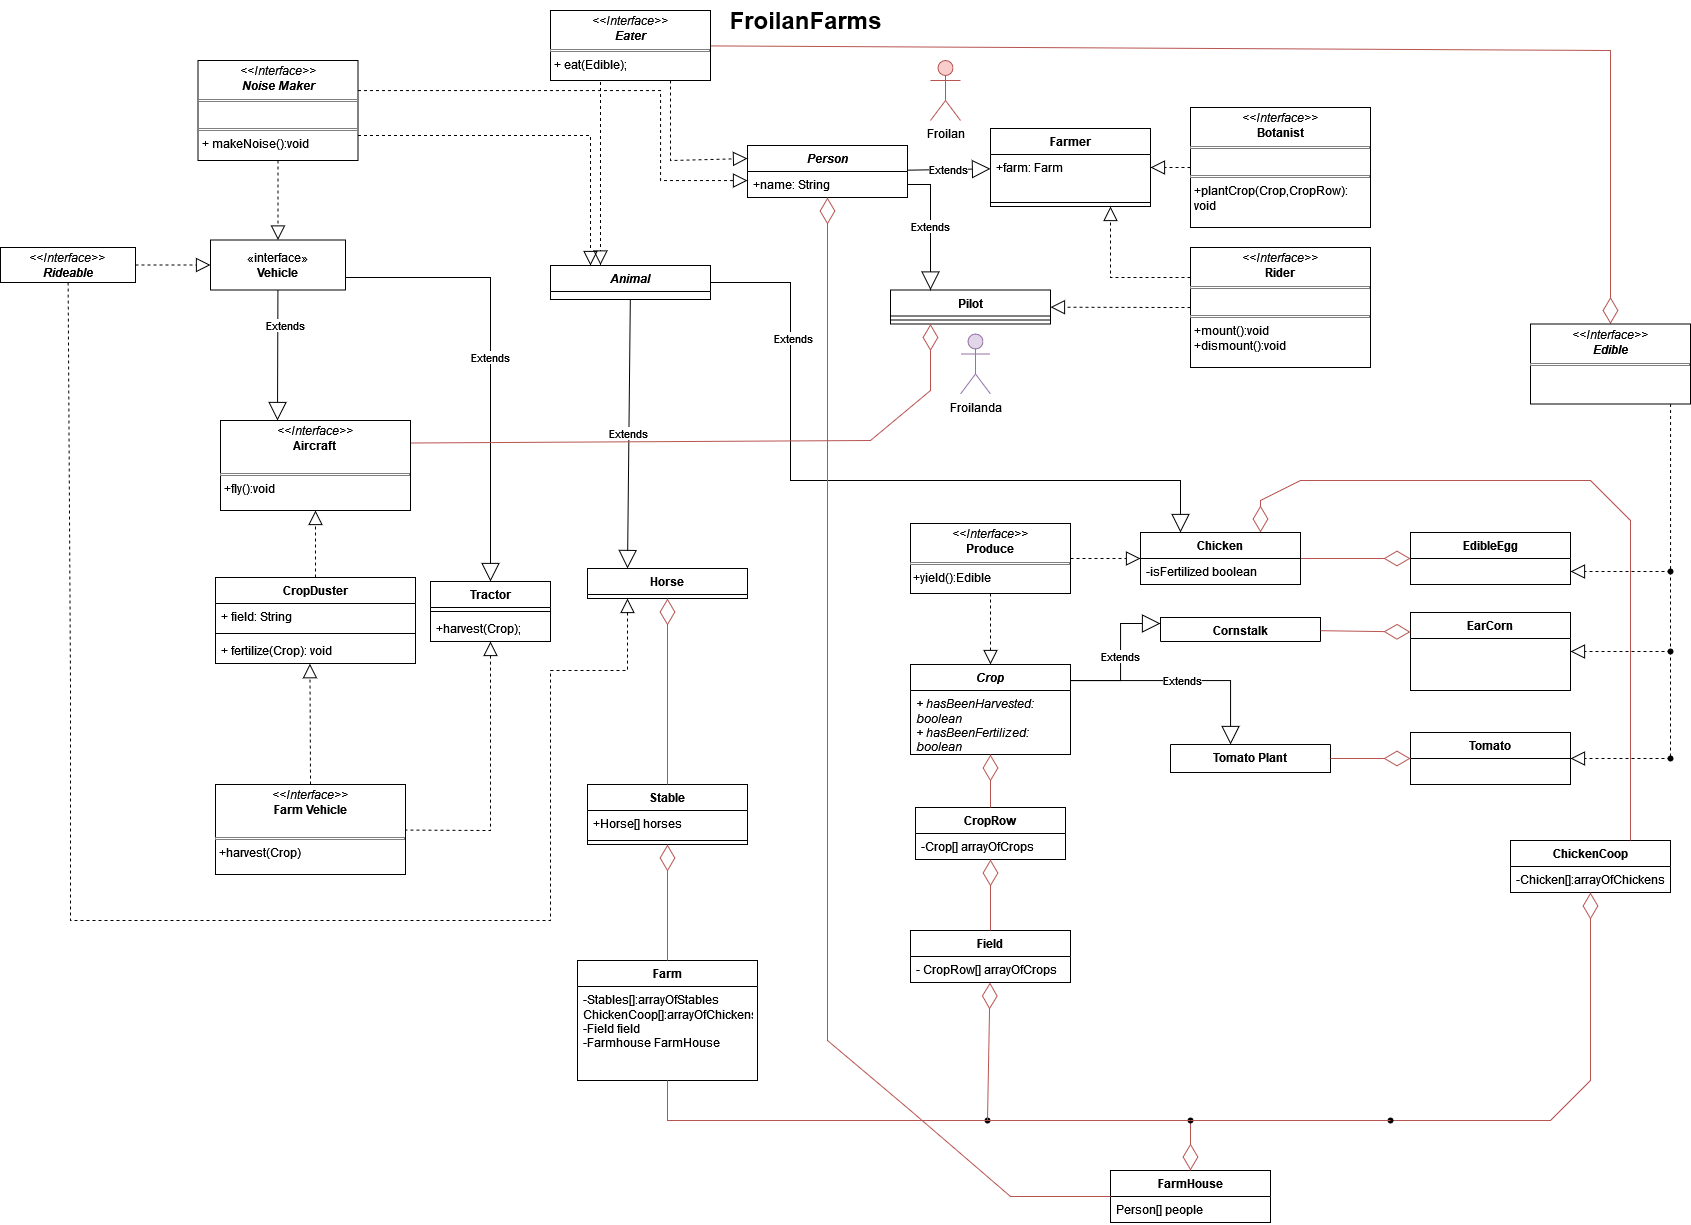 FroilanFarms
<<Interface>>
Eater
+ eat(Edible);
<<Interface>>
Noise Maker
+ makeNoise():void
Froilan
<<Interface>>
Botanist
+plantCrop(Crop,CropRow):
void
Farmer
+farm: Farm
Person
+name: String
Extends
Extends
<<Interface>>
Rideable
«interface»
Vehicle
Animal
<<Interface>>
Rider
+mount():void
+dismount():void
Pilot
Froilanda
<<Interface>>
Edible
Extends
Extends
Extends
Extends
<<Interface>>
Aircraft
+fly():void
<<Interface>>
Produce
+yield():Edible
Chicken
-isFertilized boolean
EdibleEgg
CropDuster
+ field: String
+ fertilize(Crop): void
Tractor
+harvest(Crop);
Horse
Cornstalk
EarCorn
Extends
Extends
Crop
+ hasBeenHarvested:
boolean
+ hasBeenFertilized:
boolean
Tomato Plant
Tomato
<<Interface>>
Farm Vehicle
+harvest(Crop)
Stable
+Horse[] horses
CropRow
-Crop[] arrayOfCrops
ChickenCoop
-Chicken[]:arrayOfChickens
Field
- CropRow[] arrayOfCrops
Farm
-Stables[]:arrayOfStables
ChickenCoop[]:arrayOfChickens
-Field field
-Farmhouse FarmHouse
FarmHouse
Person[] people